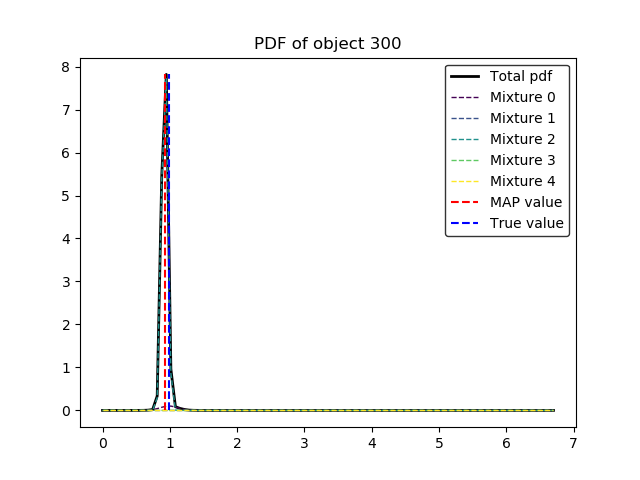 PDF of object 300
8
7
6
5
4
3
2
1
0
0 1 2 3 4 5 6 7
Total pdf
Mixture 0
Mixture 1
Mixture 2
Mixture 3
Mixture 4
MAP value
True value